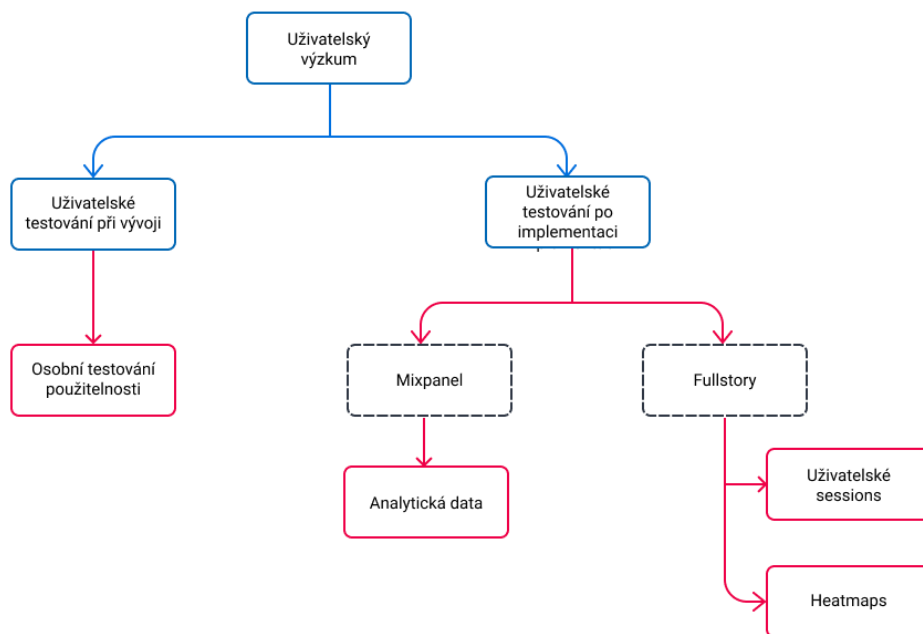 Uživatelský
výzkum
Uživatelské
testování při vývoji
Uživatelské
testování po
implementaci
Osobní testování
použitelnosti
Mixpanel
Fullstory
Analytická data
Uživatelské
sessions
Heatmaps